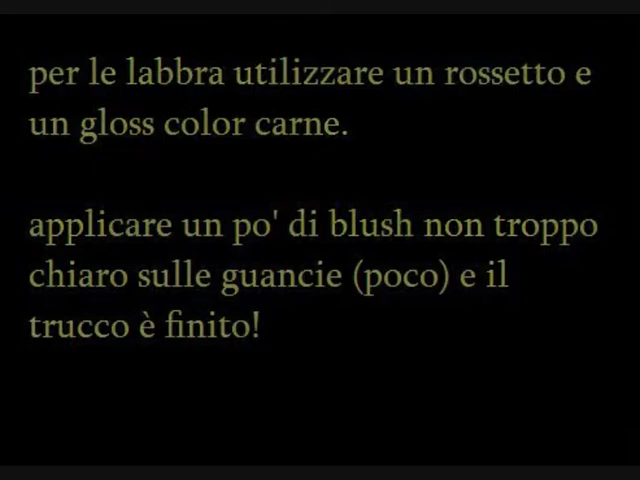 per le labbra utilizzare un rossetto e
un gloss color carne.
applicare un po' di blush non troppo
chiaro sulle guancie (poco) e il
trucco è finito!